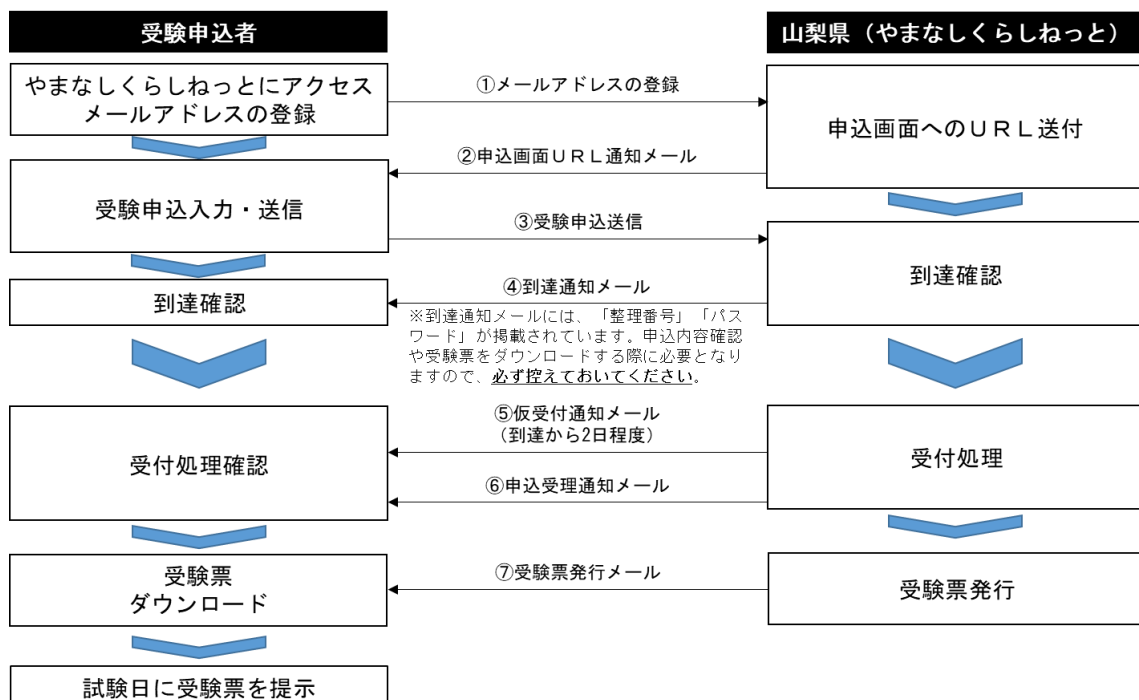 受験申込者
山梨県(やまなしくらしねっと)
やまなしくらしねっとにアクセス
メールアドレスの登録
①メールアドレスの登録
申込画面へのURL送付
②申込画面URL通知メール
受験申込入力・送信
③受験申込送信
到達確認
④到達通知メール
到達確認
※到達通知メールには、「整理番号」「パス
ワード」が掲載されています。申込内容確認
や受験票をダウンロードする際に必要となり
ますので、必ず控えておいてください。
⑤仮受付通知メール
(到達から2日程度)
受付処理確認
受付処理
⑥申込受理通知メール
受験票
ダウンロード
⑦受験票発行メール
受験票発行
試験日に受験票を提示